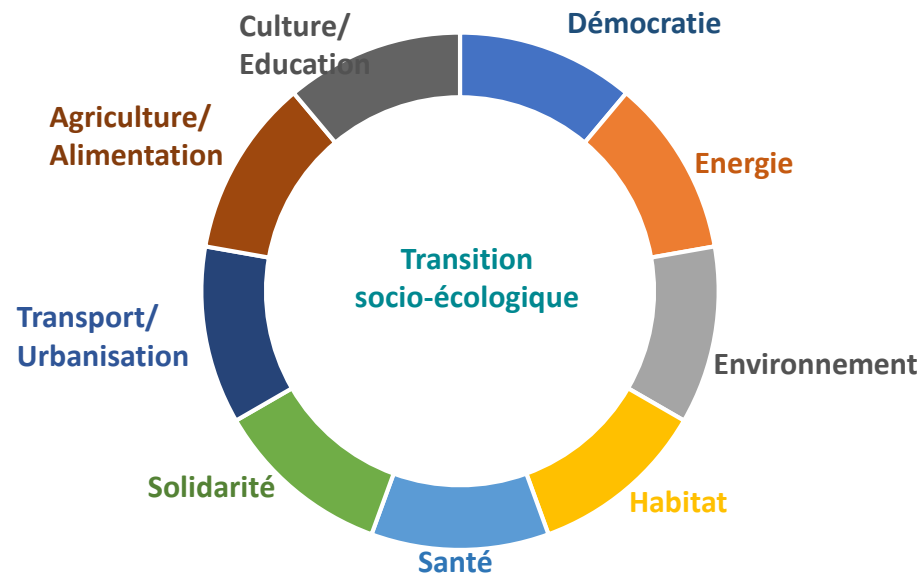 Culture/
Education
Démocratie
Agriculture/
Alimentation
Energie
Transition
socio-écologique
Transport/
Urbanisation
Environnement
Solidarité
Habitat
Santé